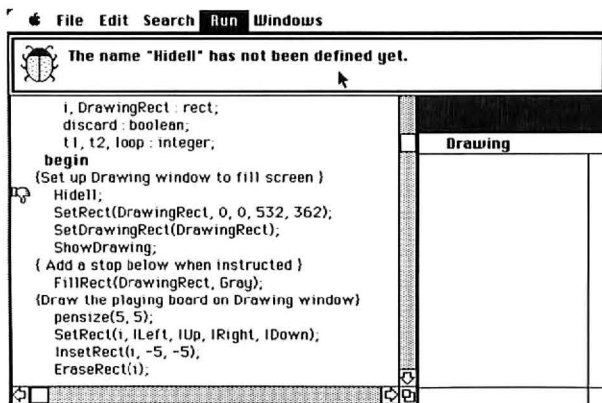 File Edit Search Run Windows
The name "Hidell" has not been defined yet.
i, DrawingRect : rect;
discard : boolean;
t1, t2, loop : integer;
begin
{Set up Drawing window to fill screen }
Hidell;
SetRect(DrawingRect, 0, 0, 532, 362);
SetDrawingRect(DrawingRect);
ShowDrawing;
{ Add a stop below when instructed }
FillRect(DrawingRect, Gray);
{Draw the playing board on Drawing window}
pensize(5, 5);
SetRect(i, lLeft, lUp, lRight, lDown);
InsetRect(i, -5, -5);
EraseRect(i);
Drawing